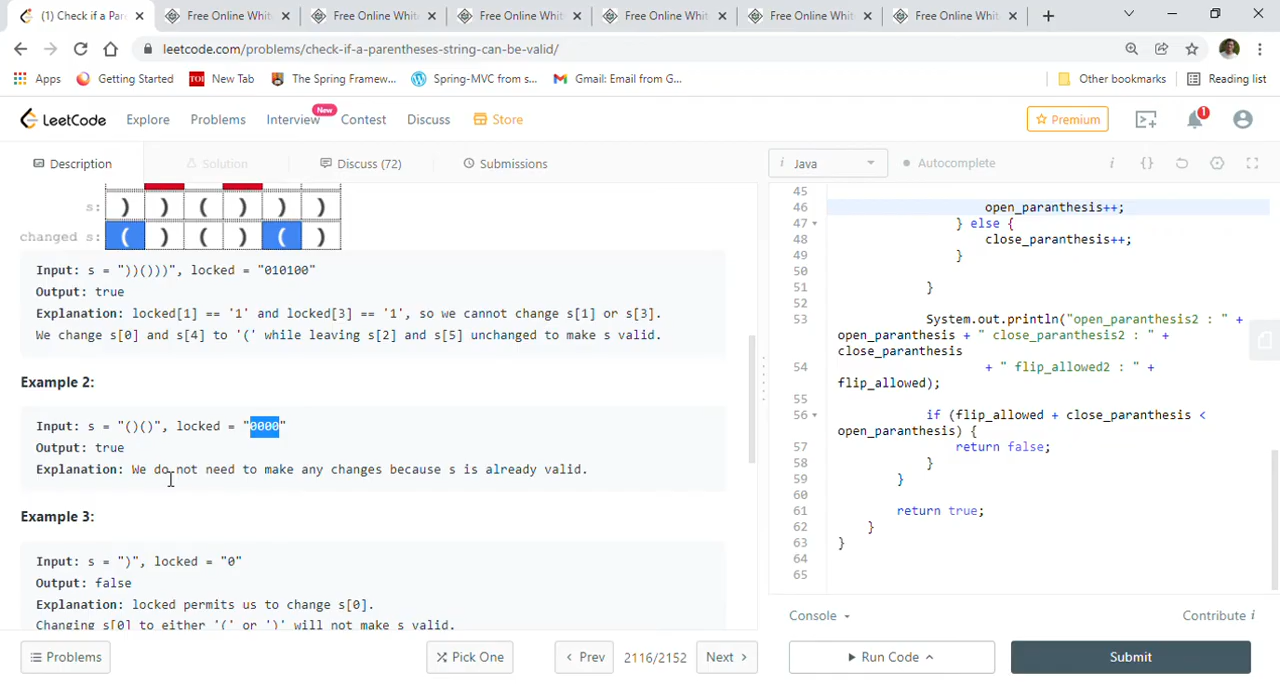 (1) Check if a Par
Free Online Whit
Free Online Whit
Free Online Whit
Free Online Whit
Free Online Whit
Free Online Whit
leetcode.com/problems/check-if-a-parentheses-string-can-be-valid/
Apps
Getting Started
TOI
New Tab
The Spring Framew...
Spring-MVC from s...
Gmail: Email from G...
Other bookmarks
Reading list
LeetCode
Explore
Problems
Interview
New
Contest
Discuss
Store
Premium
1
Description
Solution
Discuss (72)
Submissions
i Java
Autocomplete
i
{}
s: ) ) ( ) ) )
changed s: ( ) ( ) ( )
Input: s = "))()))", locked = "010100"
Output: true
Explanation: locked[1] == '1' and locked[3] == '1', so we cannot change s[1] or s[3].
We change s[0] and s[4] to '(' while leaving s[2] and s[5] unchanged to make s valid.
Example 2:
Input: s = "()()", locked = "0000"
Output: true
Explanation: We do not need to make any changes because s is already valid.
Example 3:
Input: s = ")", locked = "0"
Output: false
Explanation: locked permits us to change s[0].
Changing s[0] to either '(' or ')' will not make s valid.
45
46 open_paranthesis++;
47 } else {
48 close_paranthesis++;
49 }
50
51 }
52
53 System.out.println("open_paranthesis2 : " +
open_paranthesis + " close_paranthesis2 : " +
close_paranthesis
54 + " flip_allowed2 : " +
flip_allowed);
55
56 if (flip_allowed + close_paranthesis <
open_paranthesis) {
57 return false;
58 }
59 }
60
61 return true;
62 }
63 }
64
65
Console
Contribute i
Problems
Pick One
Prev
2116/2152
Next
Run Code
Submit